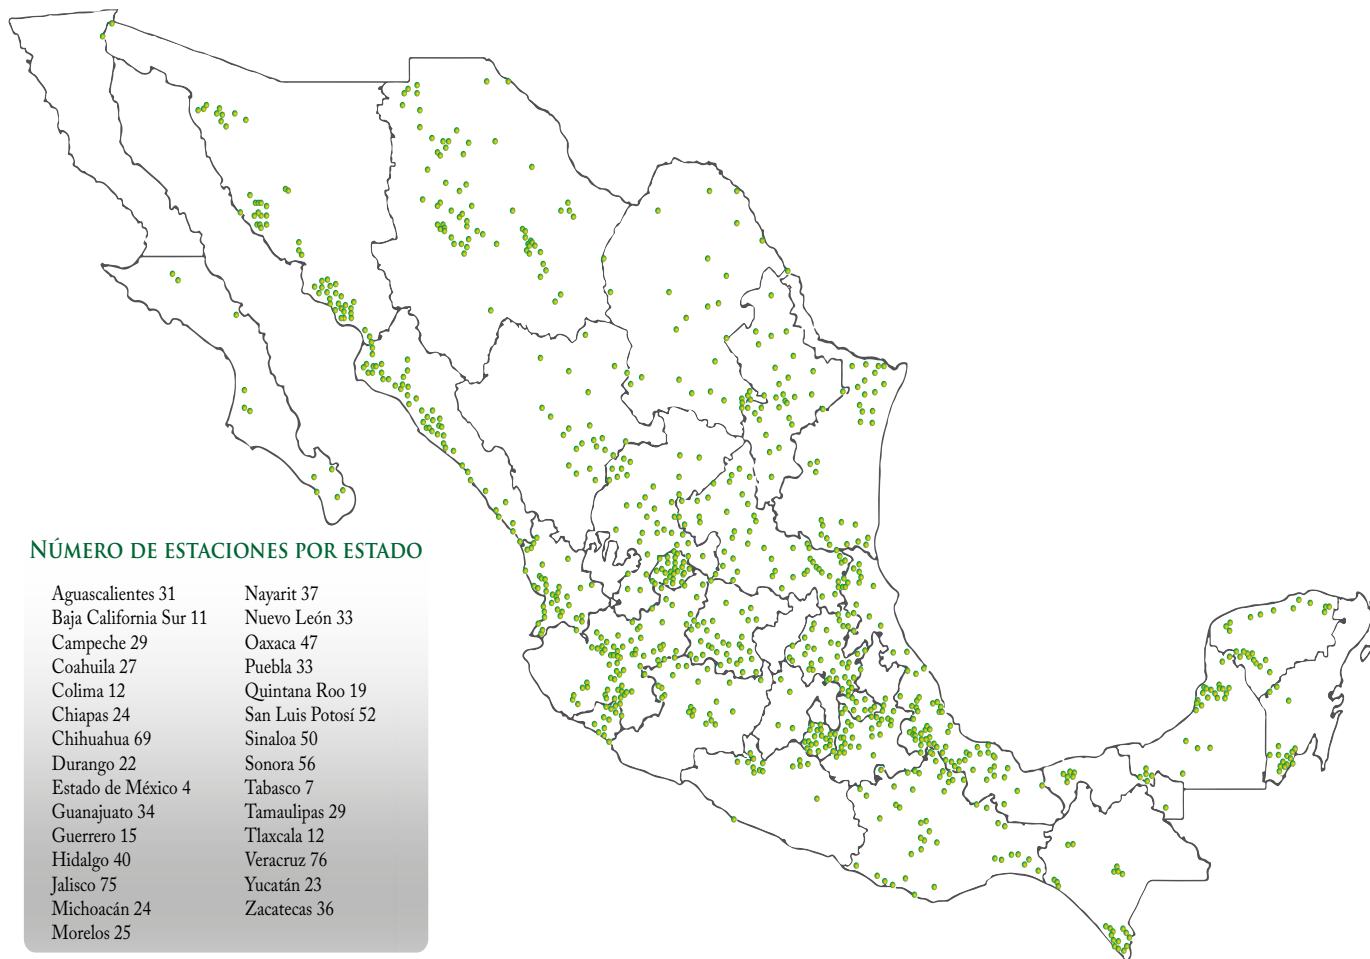 NÚMERO DE ESTACIONES POR ESTADO
Aguascalientes 31
Baja California Sur 11
Campeche 29
Coahuila 27
Colima 12
Chiapas 24
Chihuahua 69
Durango 22
Estado de México 4
Guanajuato 34
Guerrero 15
Hidalgo 40
Jalisco 75
Michoacán 24
Morelos 25
Nayarit 37
Nuevo León 33
Oaxaca 47
Puebla 33
Quintana Roo 19
San Luis Potosí 52
Sinaloa 50
Sonora 56
Tabasco 7
Tamaulipas 29
Tlaxcala 12
Veracruz 76
Yucatán 23
Zacatecas 36